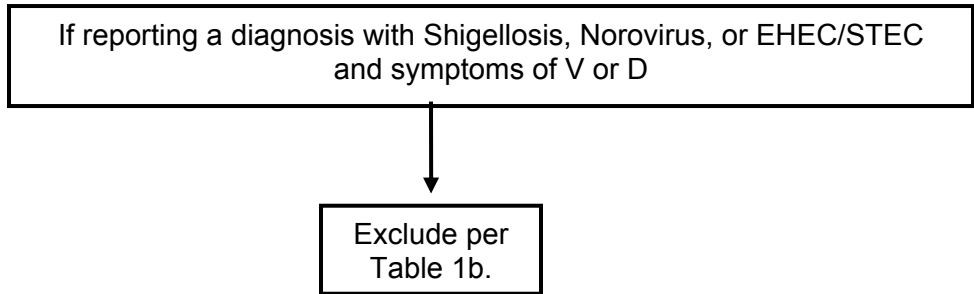 If reporting a diagnosis with Shigellosis, Norovirus, or EHEC/STEC
and symptoms of V or D
Exclude per
Table 1b.